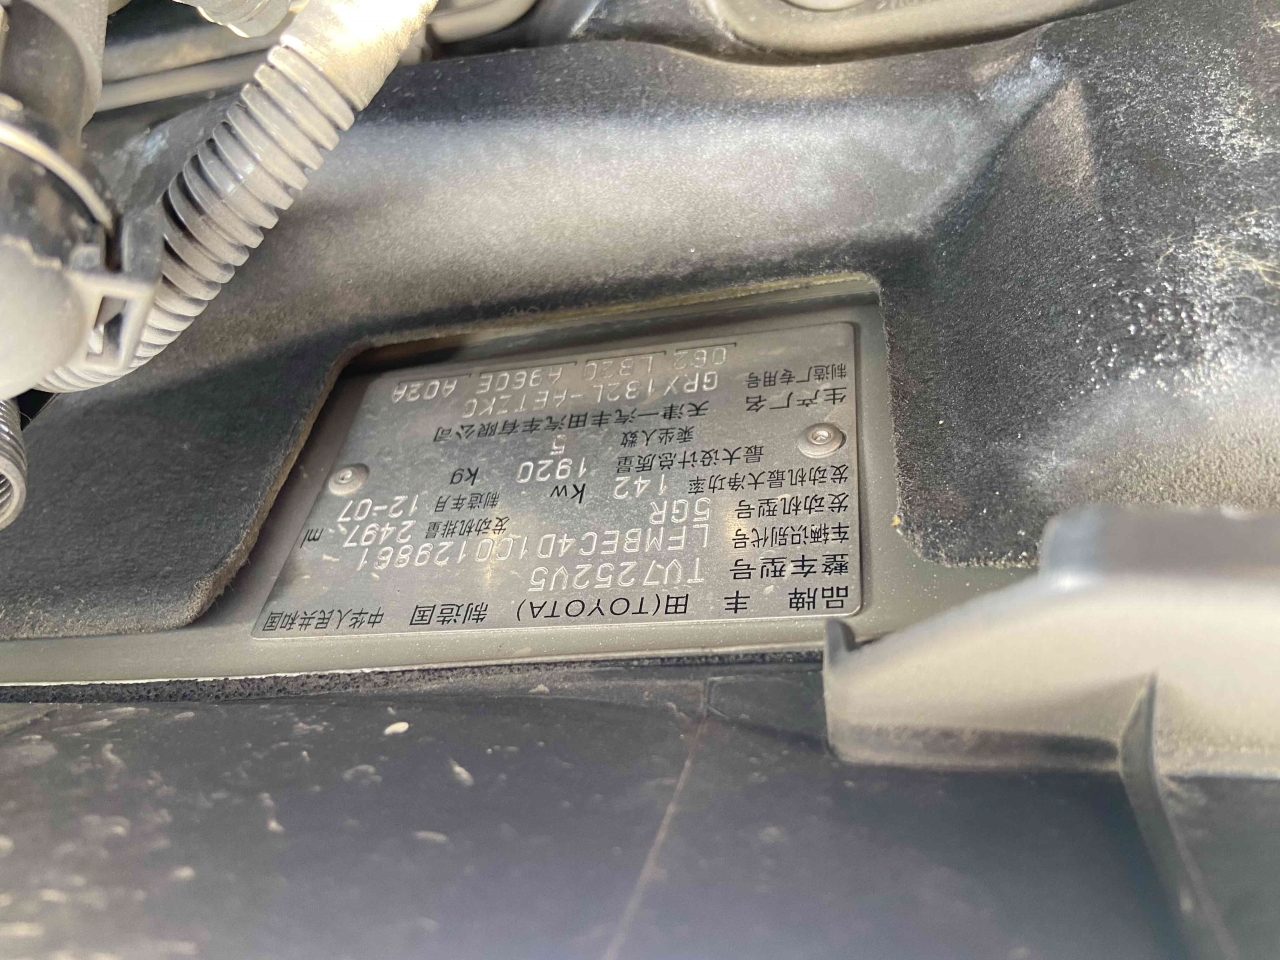 品牌 丰田(TOYOTA) 制造国 中华人民共和国
整车型号 TV7252V5
车辆识别代号 LFMBEC4D1C0129861
发动机型号 5GR 发动机排量 2497 ml
发动机最大净功率 142 kw 制造年月 12-07
最大设计总质量 1920 kg
乘坐人数 5
生产厂名 天津一汽丰田汽车有限公司
制造厂专用号 GRX132L-AETZKC
062 LBZC A960E A02A